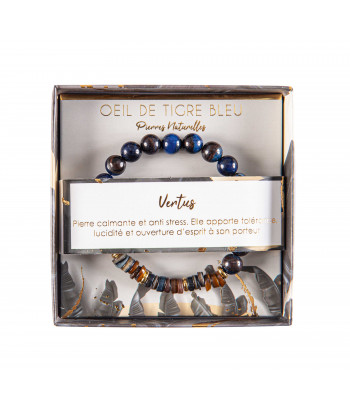 OEIL DE TIGRE BLEU
Pierres Naturelles
Vertus
Pierre calmante et anti stress. Elle apporte tolérance,
lucidité et ouverture d'esprit à son porteur